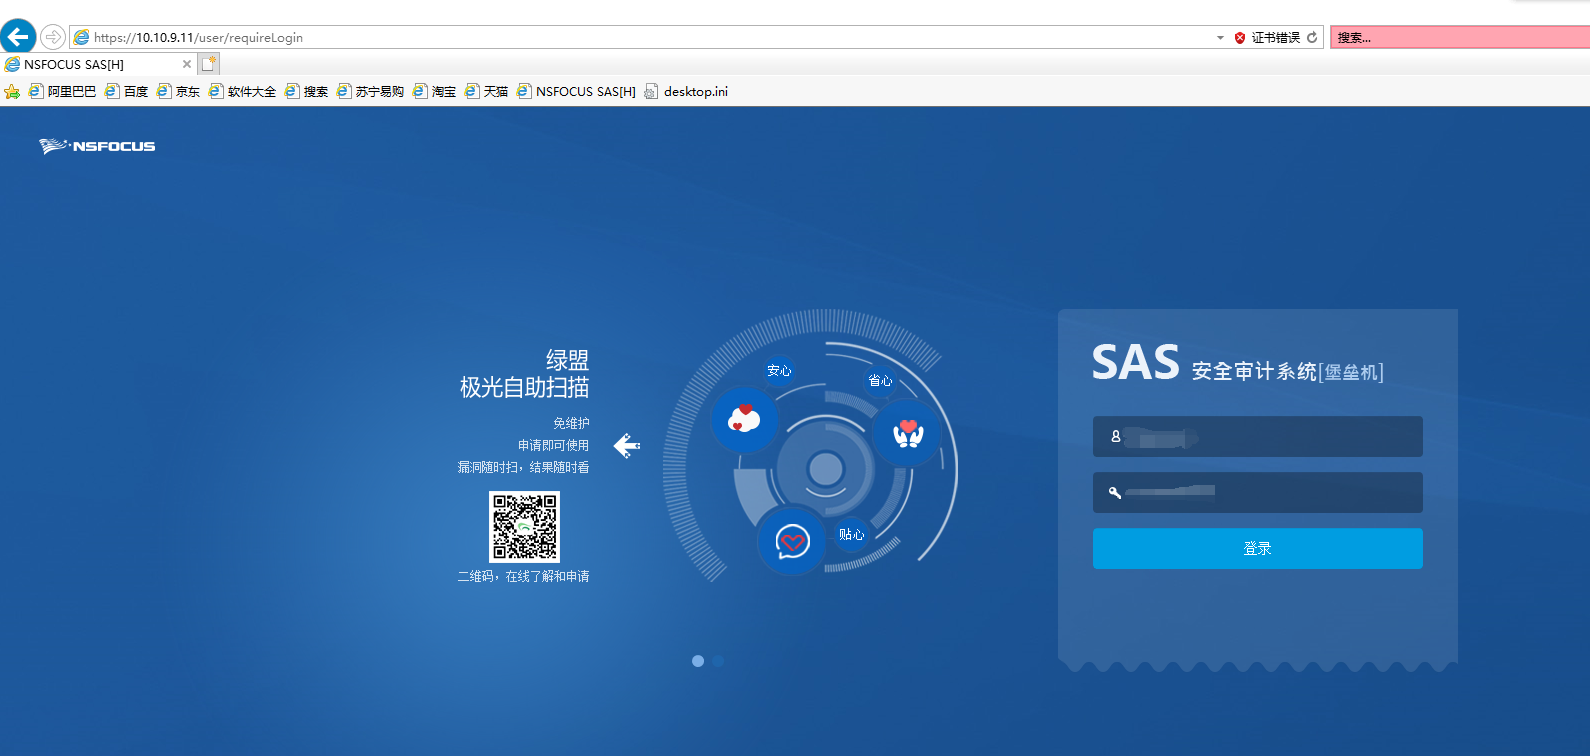 https://10.10.9.11/user/requireLogin
证书错误
搜索...
NSFOCUS SAS[H]
阿里巴巴 百度 京东 软件大全 搜索 苏宁易购 淘宝 天猫 NSFOCUS SAS[H] desktop.ini
NSFOCUS
绿盟
极光自助扫描
免维护
申请即可使用
漏洞随时扫，结果随时看
二维码，在线了解和申请
安心
省心
贴心
SAS 安全审计系统[堡垒机]
登录